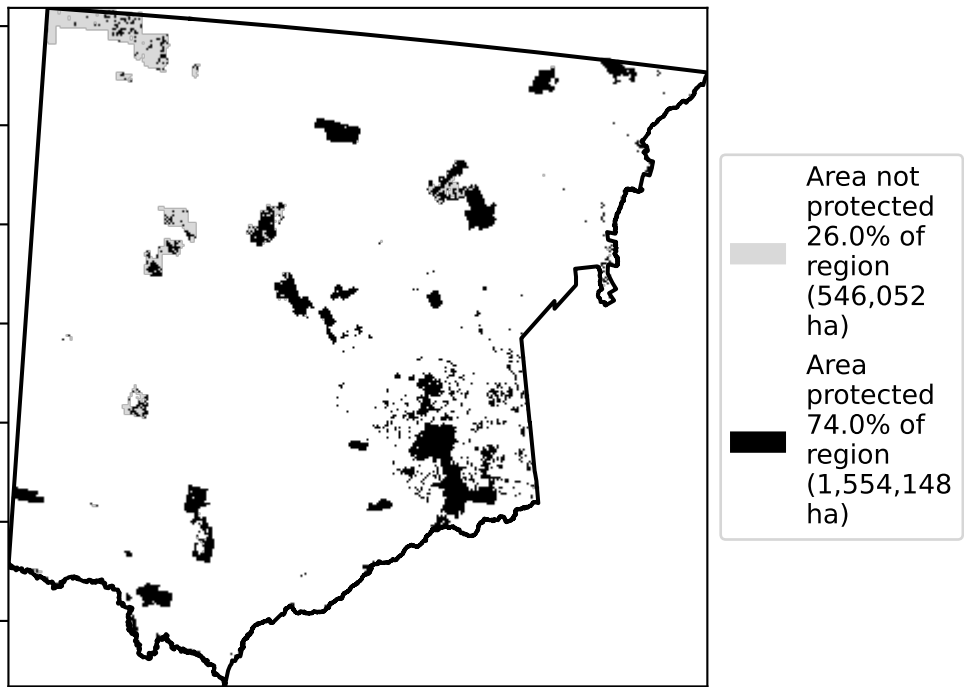 Area not
protected
26.0% of
region
(546,052
ha)
Area
protected
74.0% of
region
(1,554,148
ha)